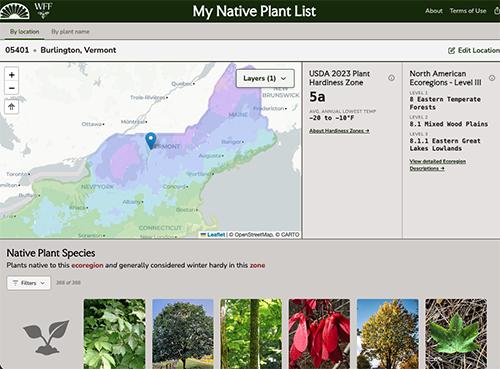 WFF
My Native Plant List
About
Terms of Use
By location
By plant name
05401 • Burlington, Vermont
Edit Location
+
−
Layers (1)
Trois-Rivières
Quebec
NEW BRUNSWICK
Fredericton
Ottawa
Montreal
MAINE
VERMONT
Bangor
Augusta
Toronto
Hamilton
Concord
Portland
NEW YORK
Albany
Boston
CONNECTICUT
Leaflet | © OpenStreetMap, © CARTO
USDA 2023 Plant
Hardiness Zone
5a
AVG. ANNUAL LOWEST TEMP
−20 to −10°F
About Hardiness Zones →
North American
Ecoregions - Level III
LEVEL 1
8 Eastern Temperate
Forests
LEVEL 2
8.1 Mixed Wood Plains
LEVEL 3
8.1.1 Eastern Great
Lakes Lowlands
View detailed Ecoregion
Descriptions →
Native Plant Species
Plants native to this ecoregion and generally considered winter hardy in this zone
Filters
368 of 368